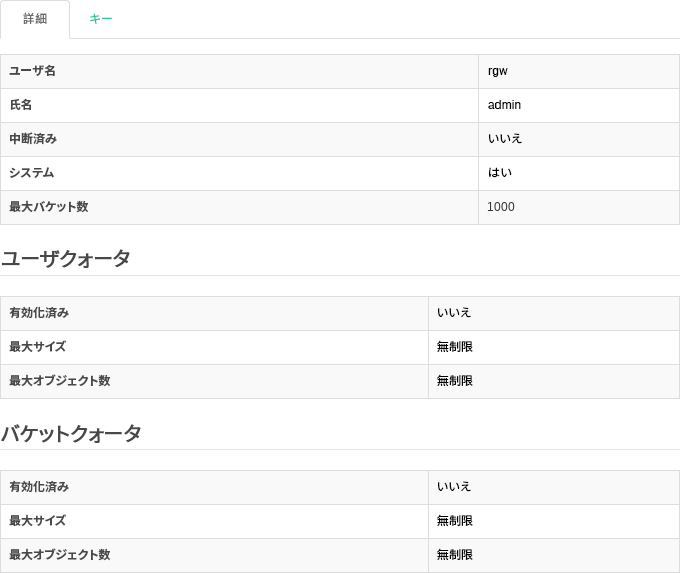 詳細 キー
ユーザ名 rgw
氏名 admin
中断済み いいえ
システム はい
最大バケット数 1000
ユーザクォータ
有効化済み いいえ
最大サイズ 無制限
最大オブジェクト数 無制限
バケットクォータ
有効化済み いいえ
最大サイズ 無制限
最大オブジェクト数 無制限